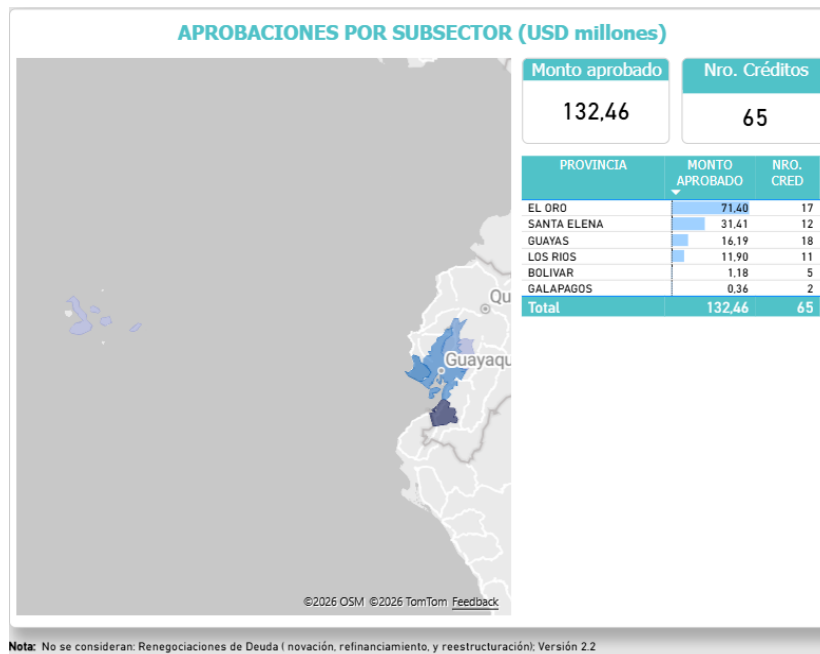 APROBACIONES POR SUBSECTOR (USD millones)
Monto aprobado
132,46
Nro. Créditos
65
PROVINCIA MONTO APROBADO NRO. CRED
EL ORO 71,40 17
SANTA ELENA 31,41 12
GUAYAS 16,19 18
LOS RIOS 11,90 11
BOLIVAR 1,18 5
GALAPAGOS 0,36 2
Total 132,46 65
Qu
Guayaqu
©2026 OSM ©2026 TomTom Feedback
Nota: No se consideran: Renegociaciones de Deuda ( novación, refinanciamiento, y reestructuración); Versión 2.2